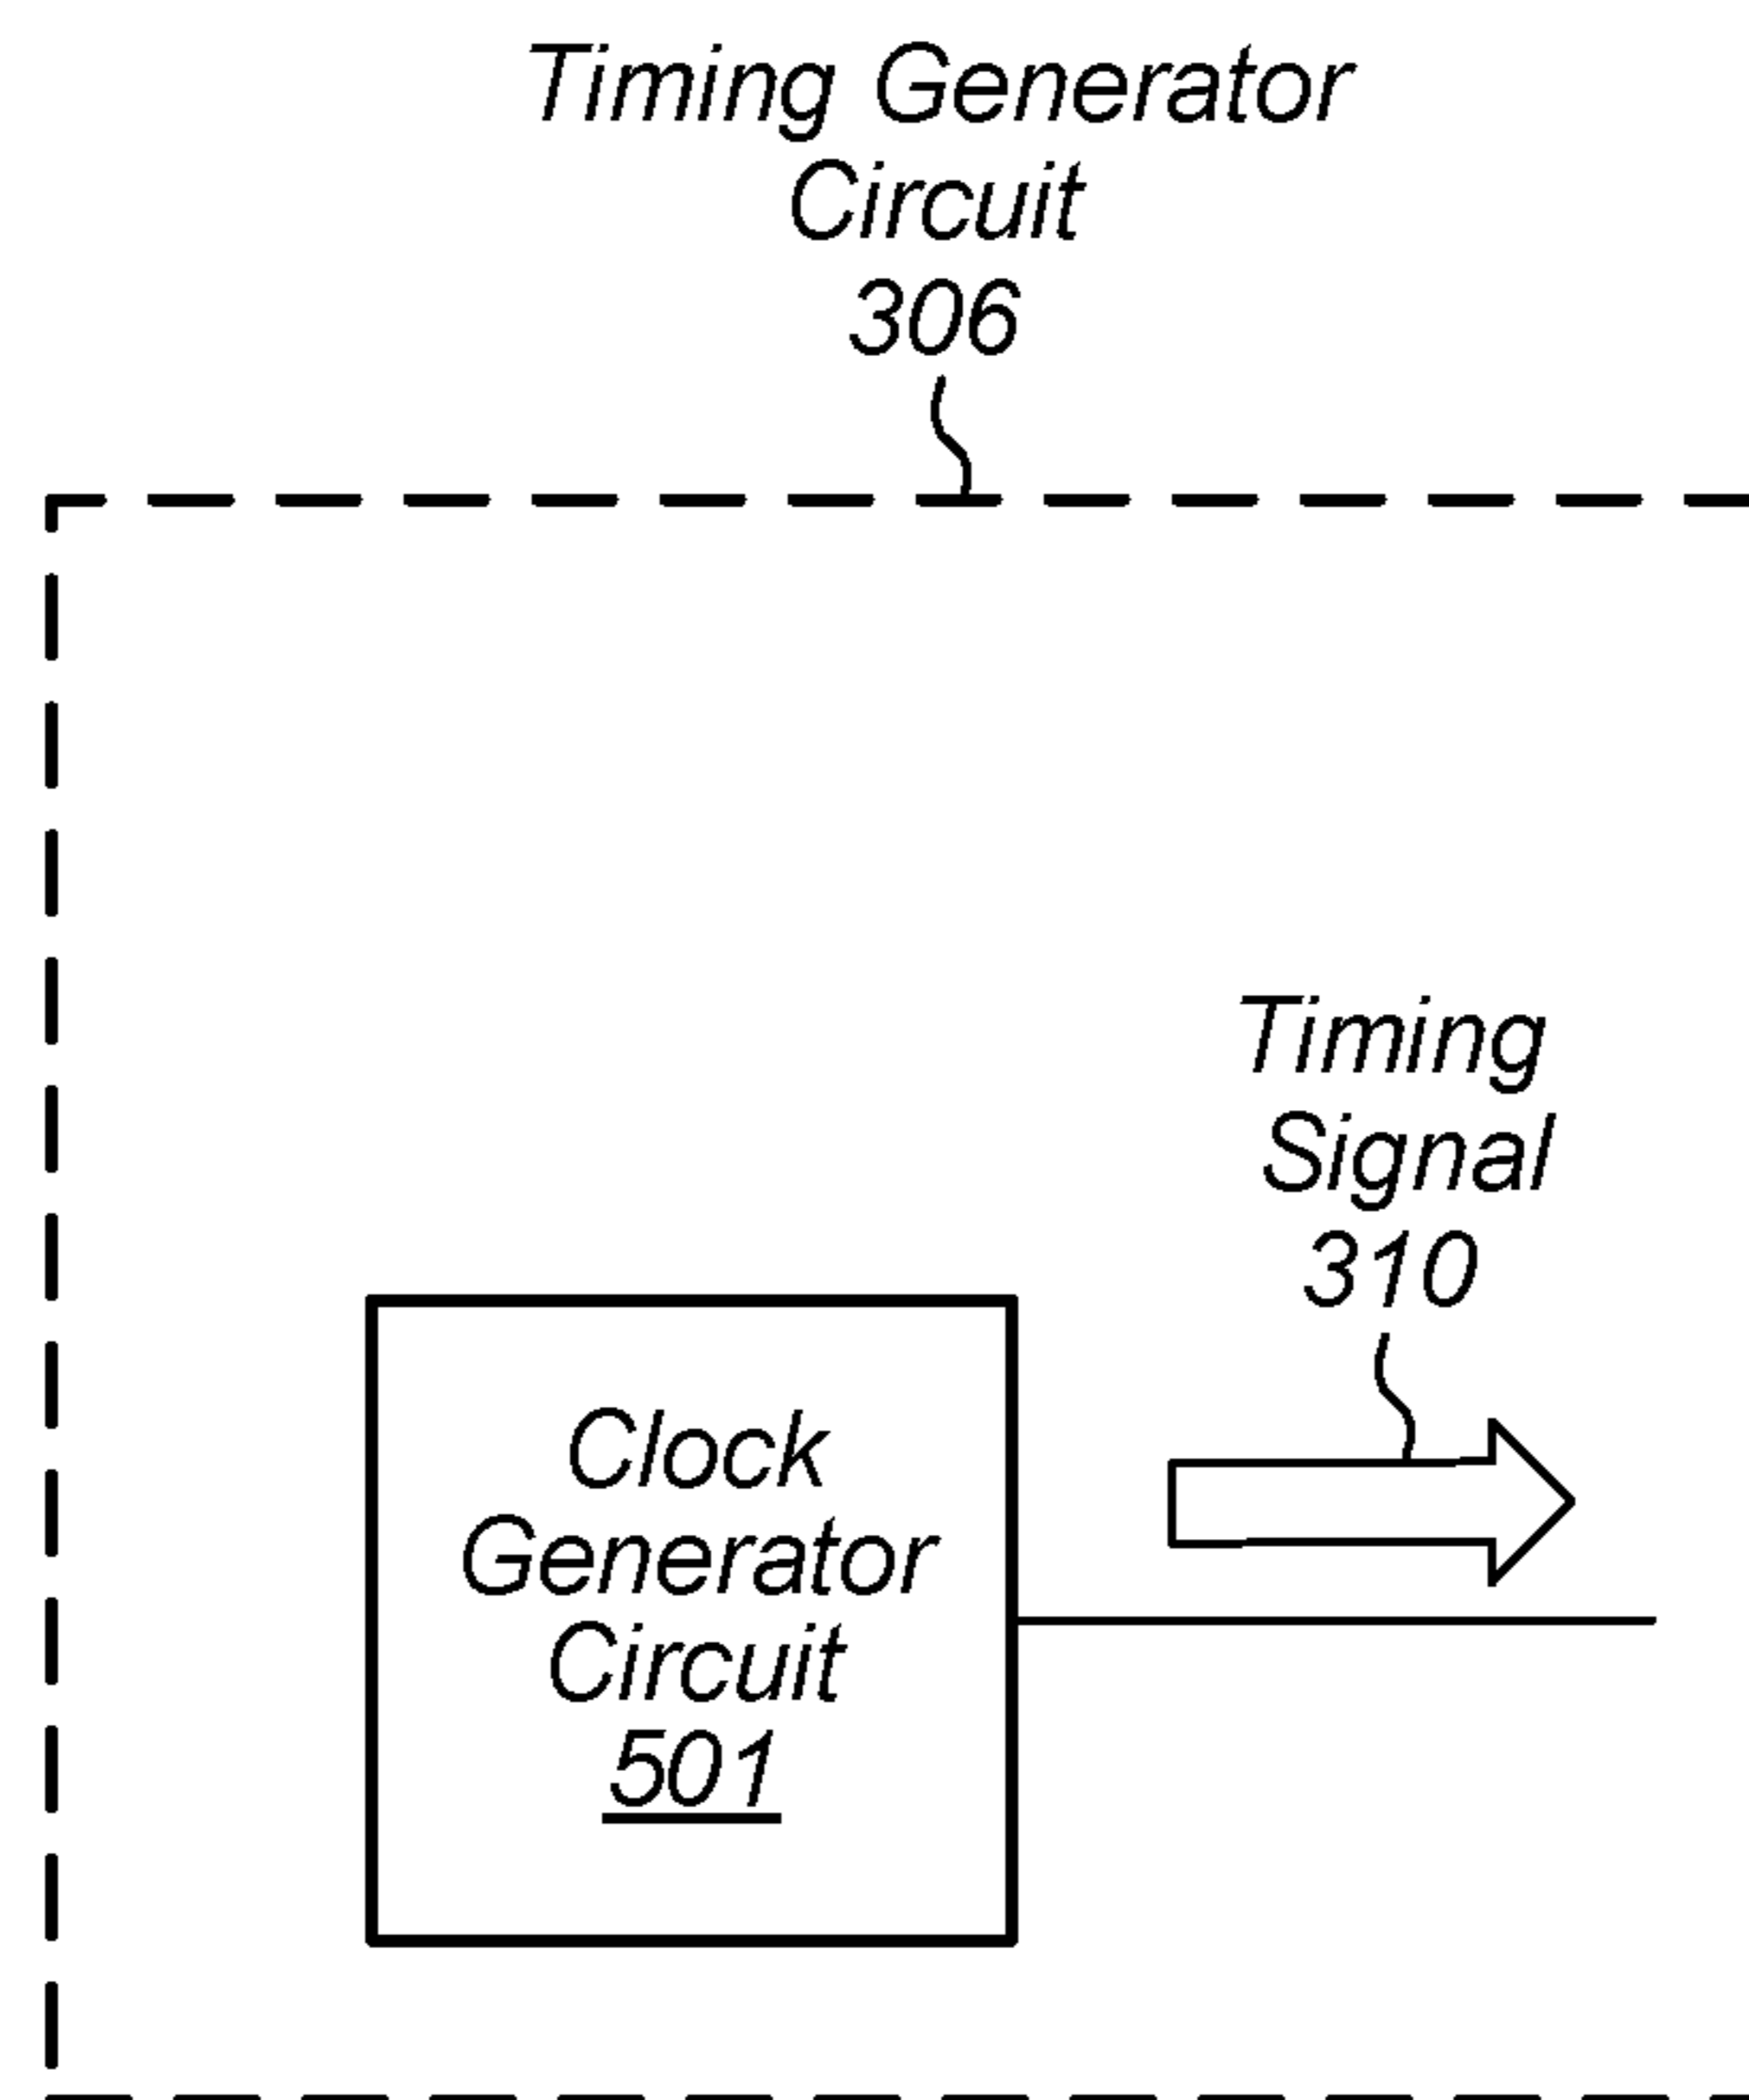 Timing Generator
Circuit
306
Timing
Signal
310
Clock
Generator
Circuit
501